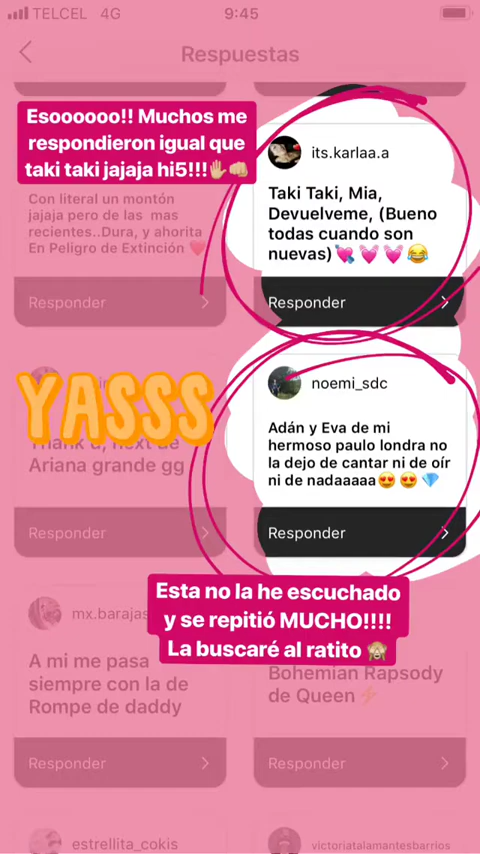 TELCEL 4G 9:45
Respuestas
Esoooooo!! Muchos me
respondieron igual que
taki taki jajaja hi5!!!✋🏼👊🏼
Con literal un montón
jajaja pero de las mas
recientes..Dura, y ahorita
En Peligro de Extinción ❤️
Responder
its.karlaa.a
Taki Taki, Mia,
Devuelveme, (Bueno
todas cuando son
nuevas)💘💓💓😂
Responder
YASSS
Ariana grande gg
Responder
noemi_sdc
Adán y Eva de mi
hermoso paulo londra no
la dejo de cantar ni de oír
ni de nadaaaaa😍😍💎
Responder
Esta no la he escuchado
y se repitió MUCHO!!!!
La buscaré al ratito 🙈
mx.barajas
A mi me pasa
siempre con la de
Rompe de daddy
Responder
Bohemian Rapsody
de Queen⚡
Responder
estrellita_cokis
victoriatalamantesbarrios